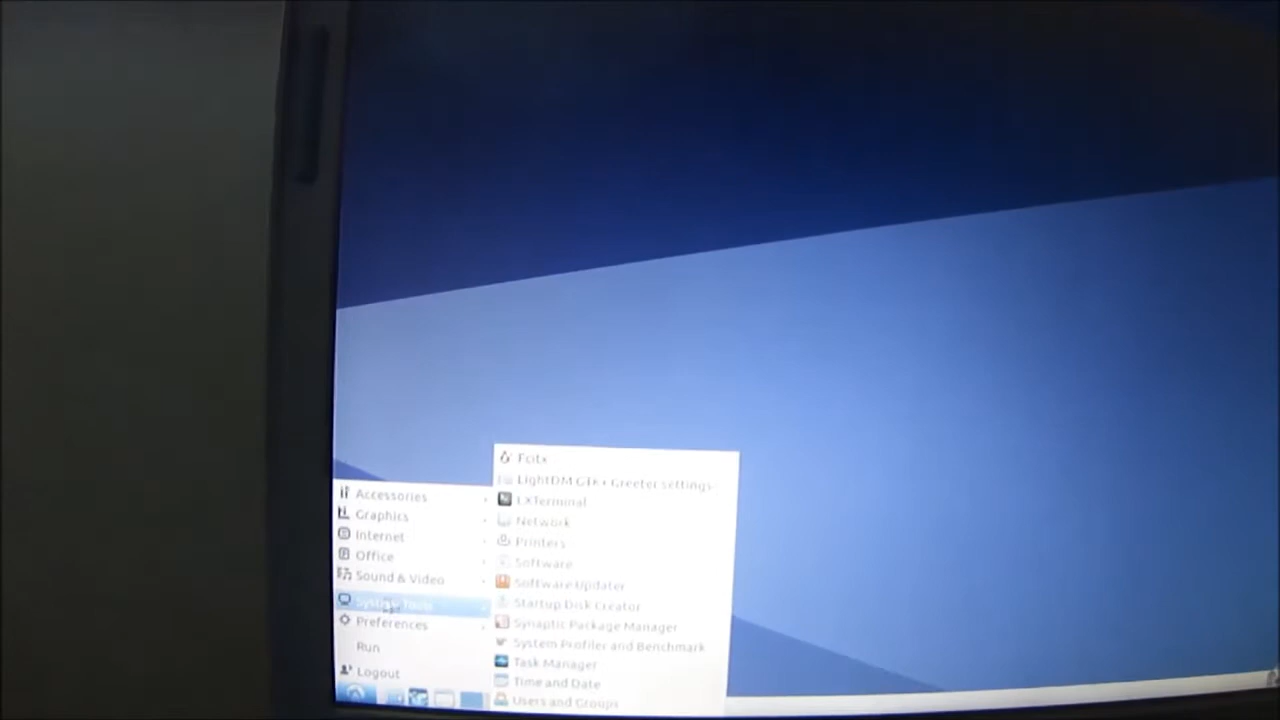 Accessories
Graphics
Internet
Office
Sound & Video
System Tools
Preferences
Run
Logout
Fcitx
LightDM GTK+ Greeter settings
LXTerminal
Network
Printers
Software
Software Updater
Startup Disk Creator
Synaptic Package Manager
System Profiler and Benchmark
Task Manager
Time and Date
Users and Groups